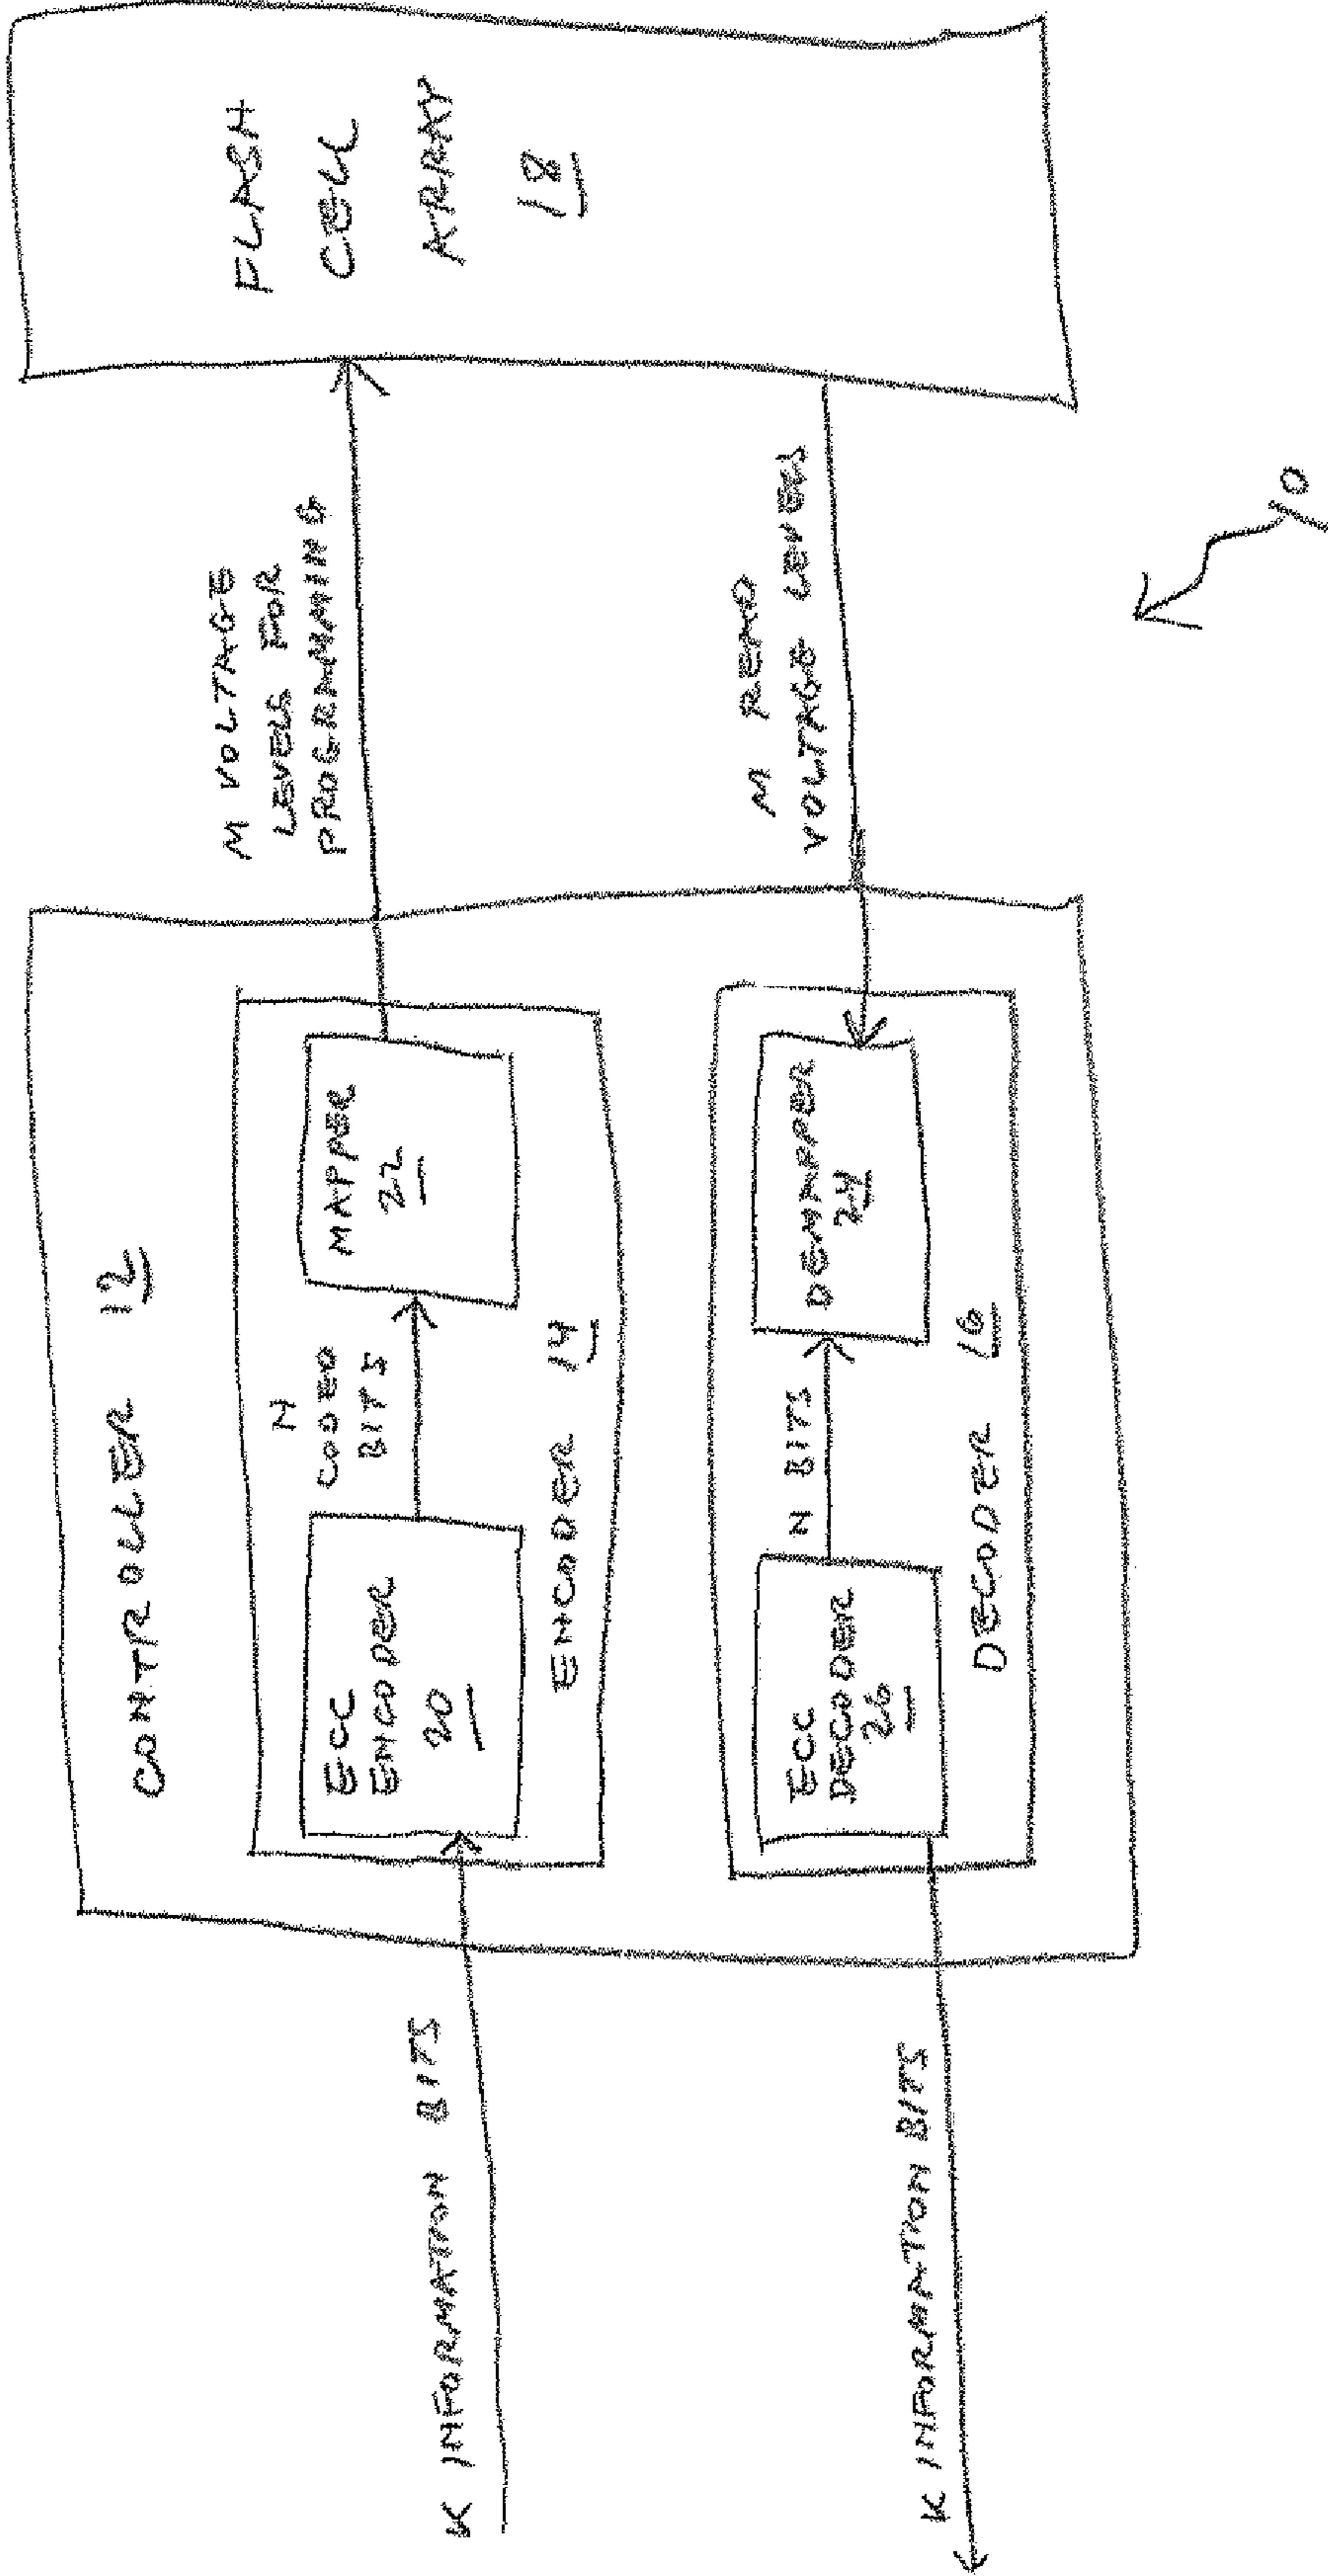 CONTROLLER 12
K INFORMATION BITS
ECC
ENCODER
20
N
CODED
BITS
MAPPER
22
ENCODER 14
M VOLTAGE
LEVELS FOR
PROGRAMMING
FLASH
CELL
ARRAY
18
K INFORMATION BITS
ECC
DECODER
26
N BITS
DEMAPPER
24
DECODER 16
M READ
VOLTAGE LEVELS
10